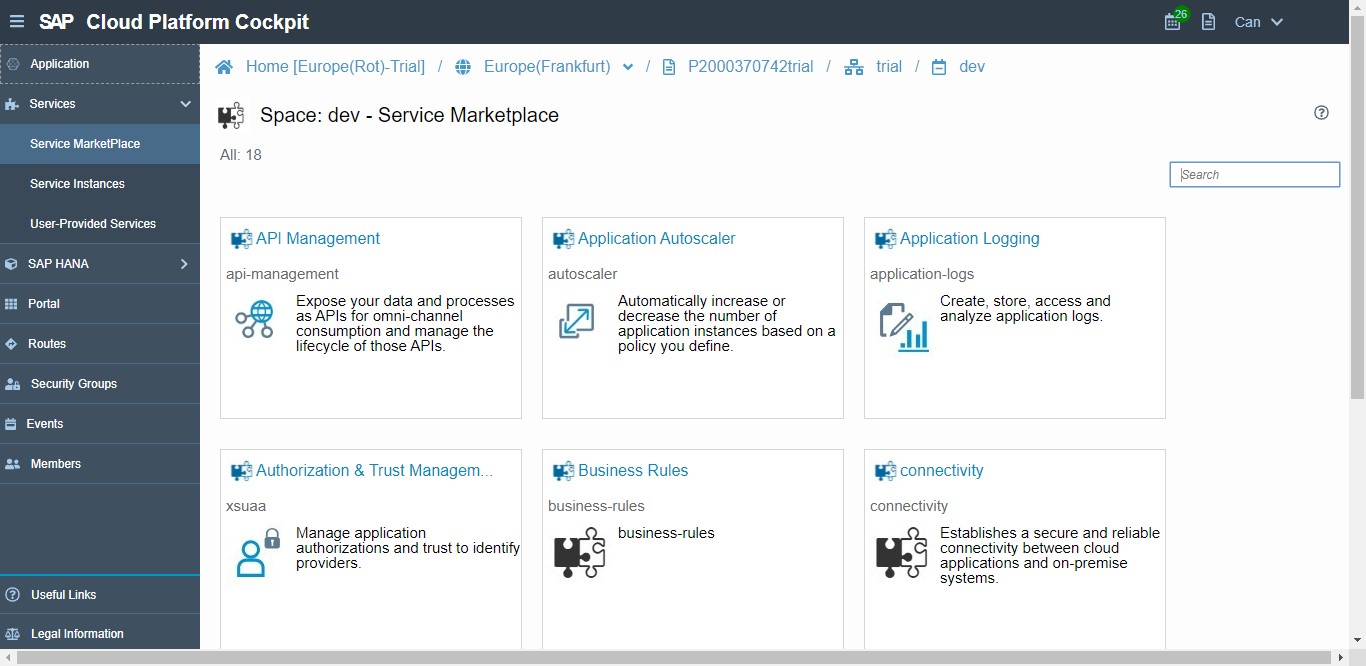 SAP Cloud Platform Cockpit
26
Can
Application
Services
Service MarketPlace
Service Instances
User-Provided Services
SAP HANA
Portal
Routes
Security Groups
Events
Members
Useful Links
Legal Information
Home [Europe(Rot)-Trial] / Europe(Frankfurt) / P2000370742trial / trial / dev
Space: dev - Service Marketplace
All: 18
Search
API Management
api-management
Expose your data and processes
as APIs for omni-channel
consumption and manage the
lifecycle of those APIs.
Application Autoscaler
autoscaler
Automatically increase or
decrease the number of
application instances based on a
policy you define.
Application Logging
application-logs
Create, store, access and
analyze application logs.
Authorization & Trust Managem...
xsuaa
Manage application
authorizations and trust to identify
providers.
Business Rules
business-rules
business-rules
connectivity
connectivity
Establishes a secure and reliable
connectivity between cloud
applications and on-premise
systems.